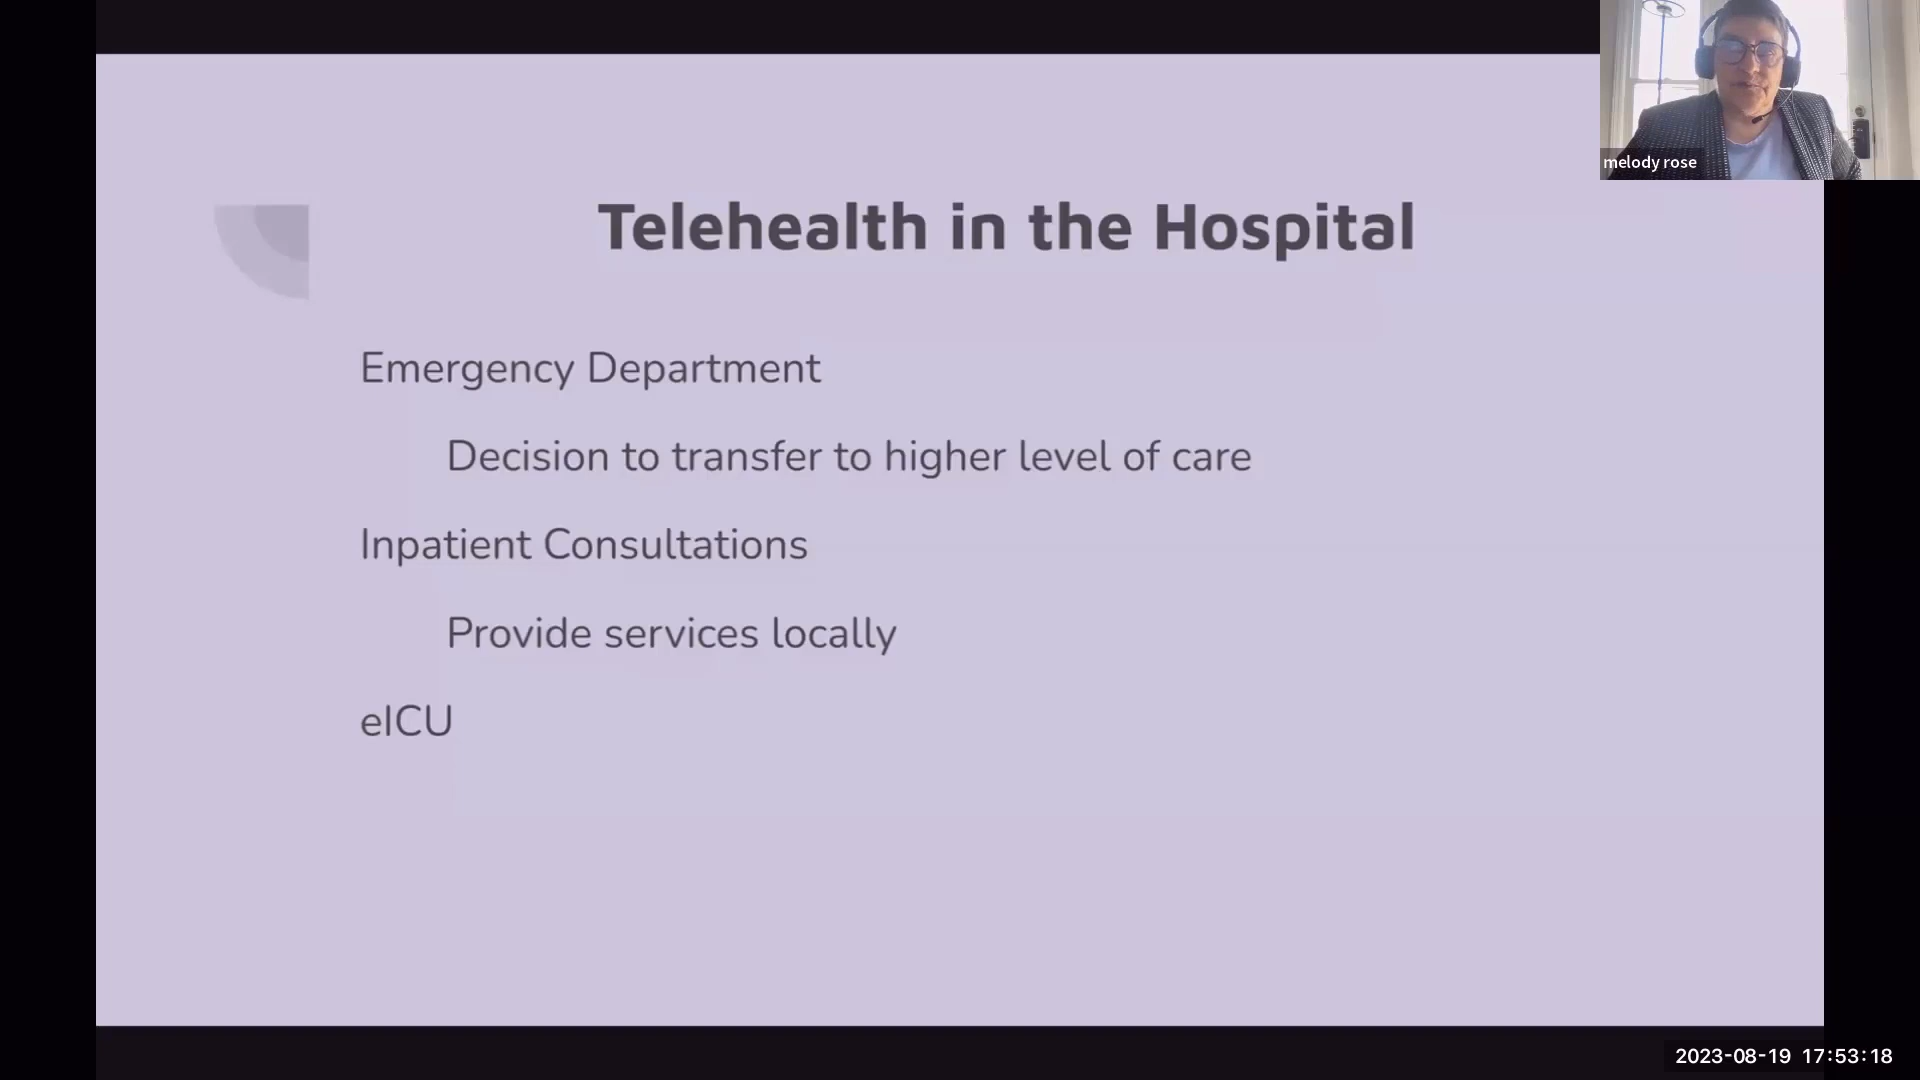 melody rose
Telehealth in the Hospital
Emergency Department
Decision to transfer to higher level of care
Inpatient Consultations
Provide services locally
eICU
2023-08-19 17:53:18